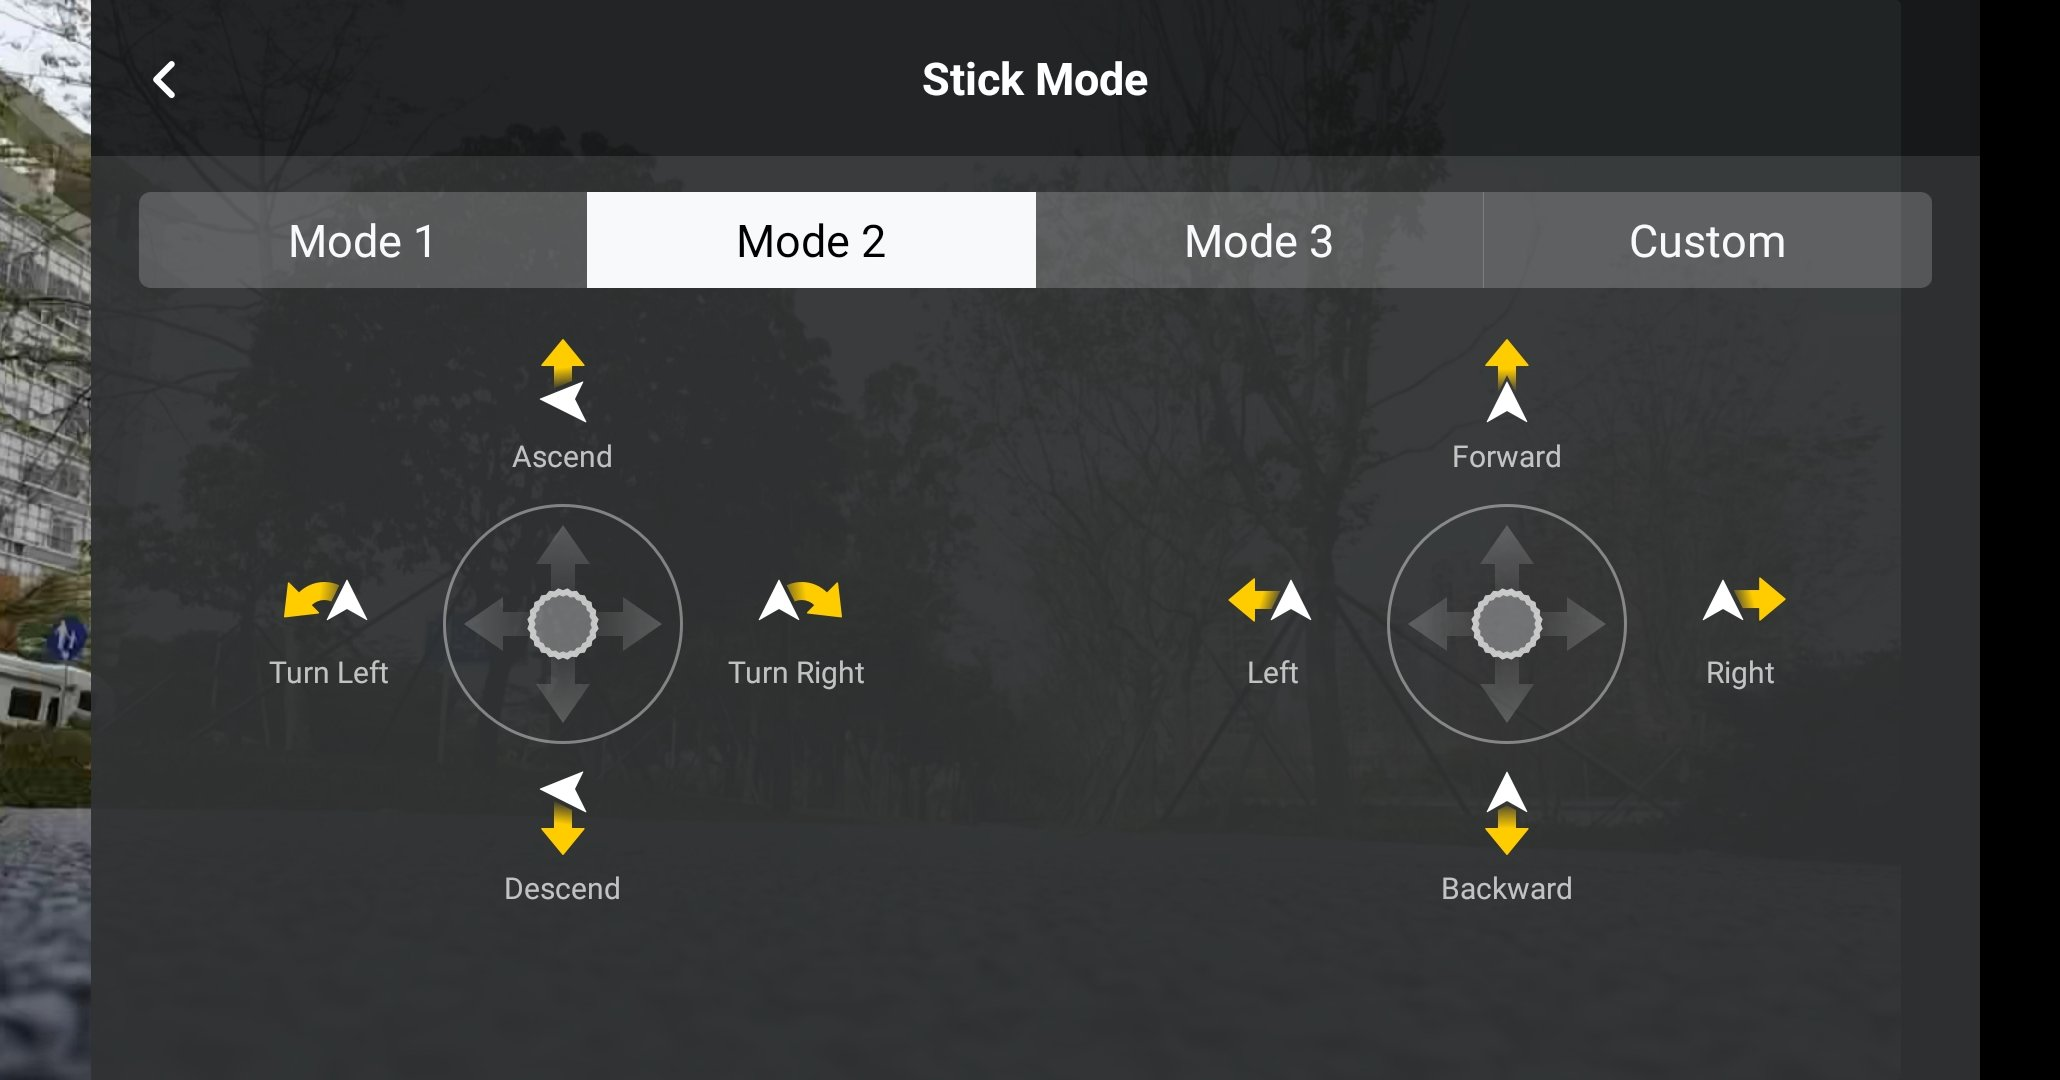 Stick Mode
Mode 1
Mode 2
Mode 3
Custom
Ascend
Turn Left
Turn Right
Descend
Forward
Left
Right
Backward